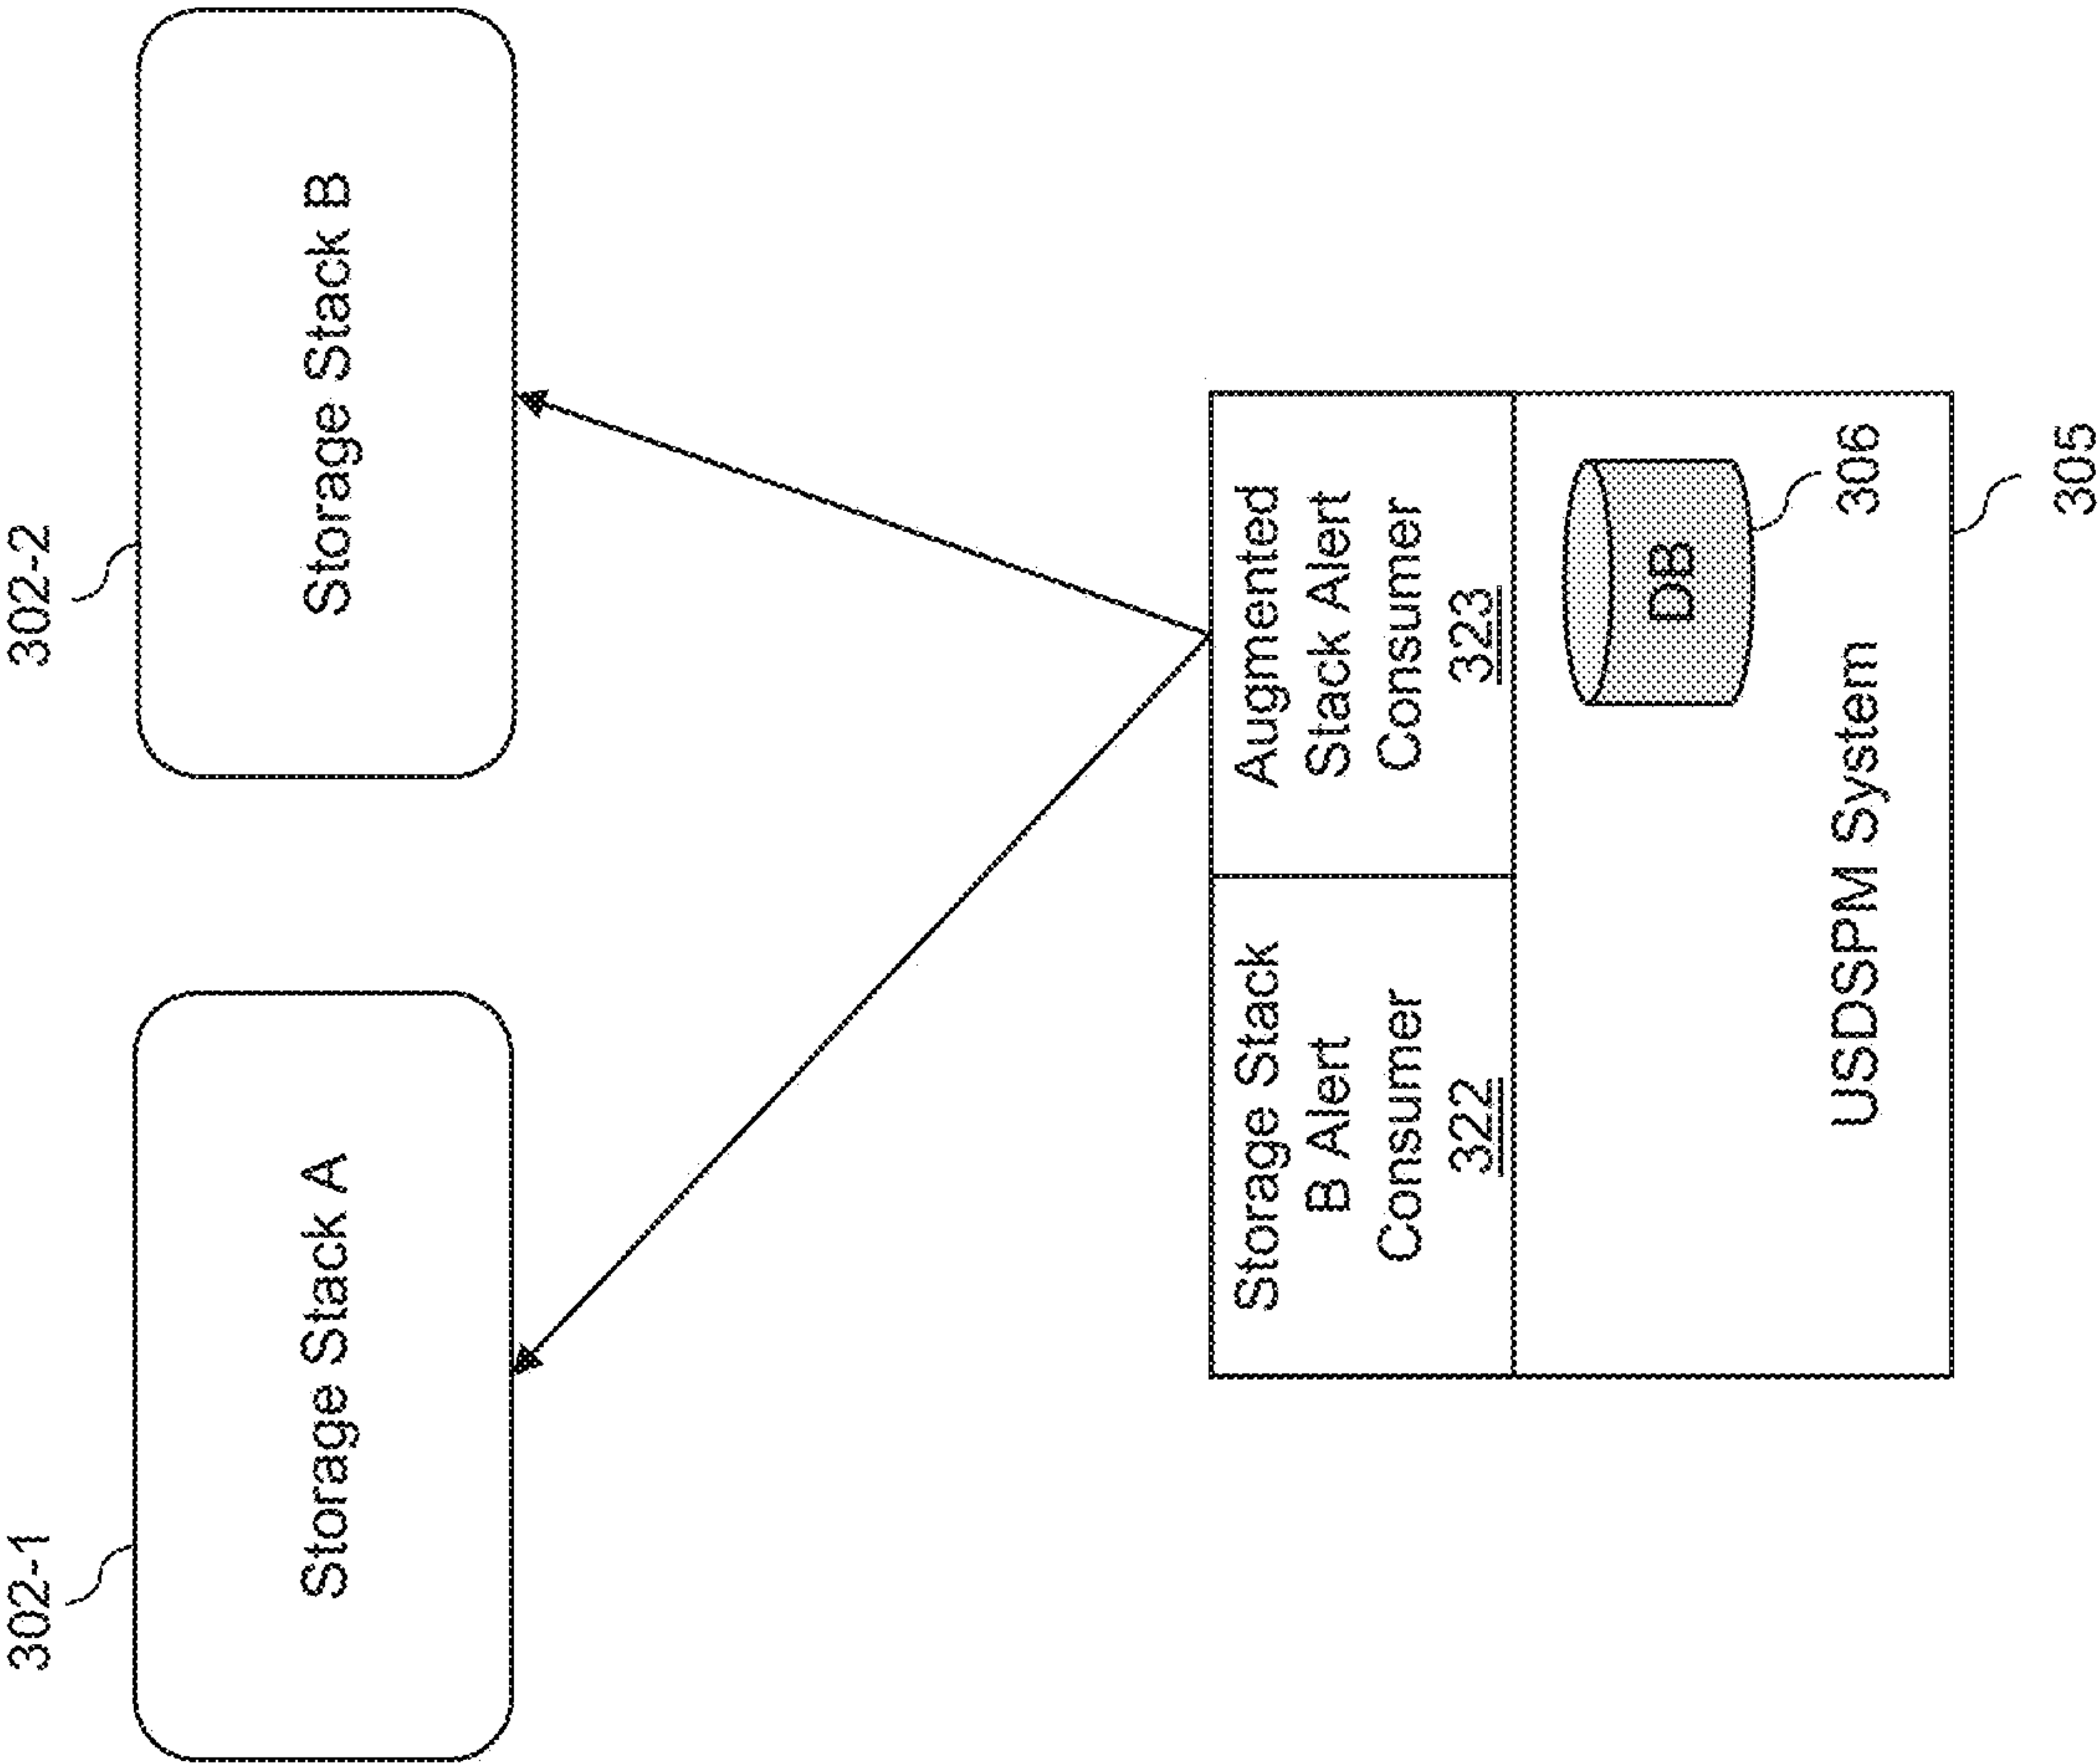 302-1
302-2
Storage Stack A
Storage Stack B
Storage Stack
B Alert
Consumer
322
Augmented
Stack Alert
Consumer
323
DB
306
USDSPM System
305